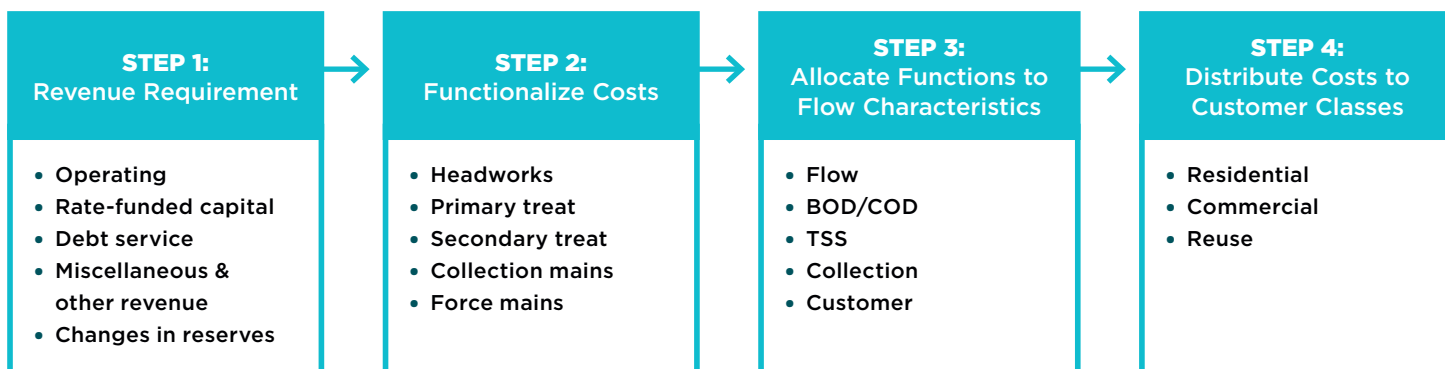 STEP 1:
Revenue Requirement
• Operating
• Rate-funded capital
• Debt service
• Miscellaneous &
other revenue
• Changes in reserves
STEP 2:
Functionalize Costs
• Headworks
• Primary treat
• Secondary treat
• Collection mains
• Force mains
STEP 3:
Allocate Functions to
Flow Characteristics
• Flow
• BOD/COD
• TSS
• Collection
• Customer
STEP 4:
Distribute Costs to
Customer Classes
• Residential
• Commercial
• Reuse